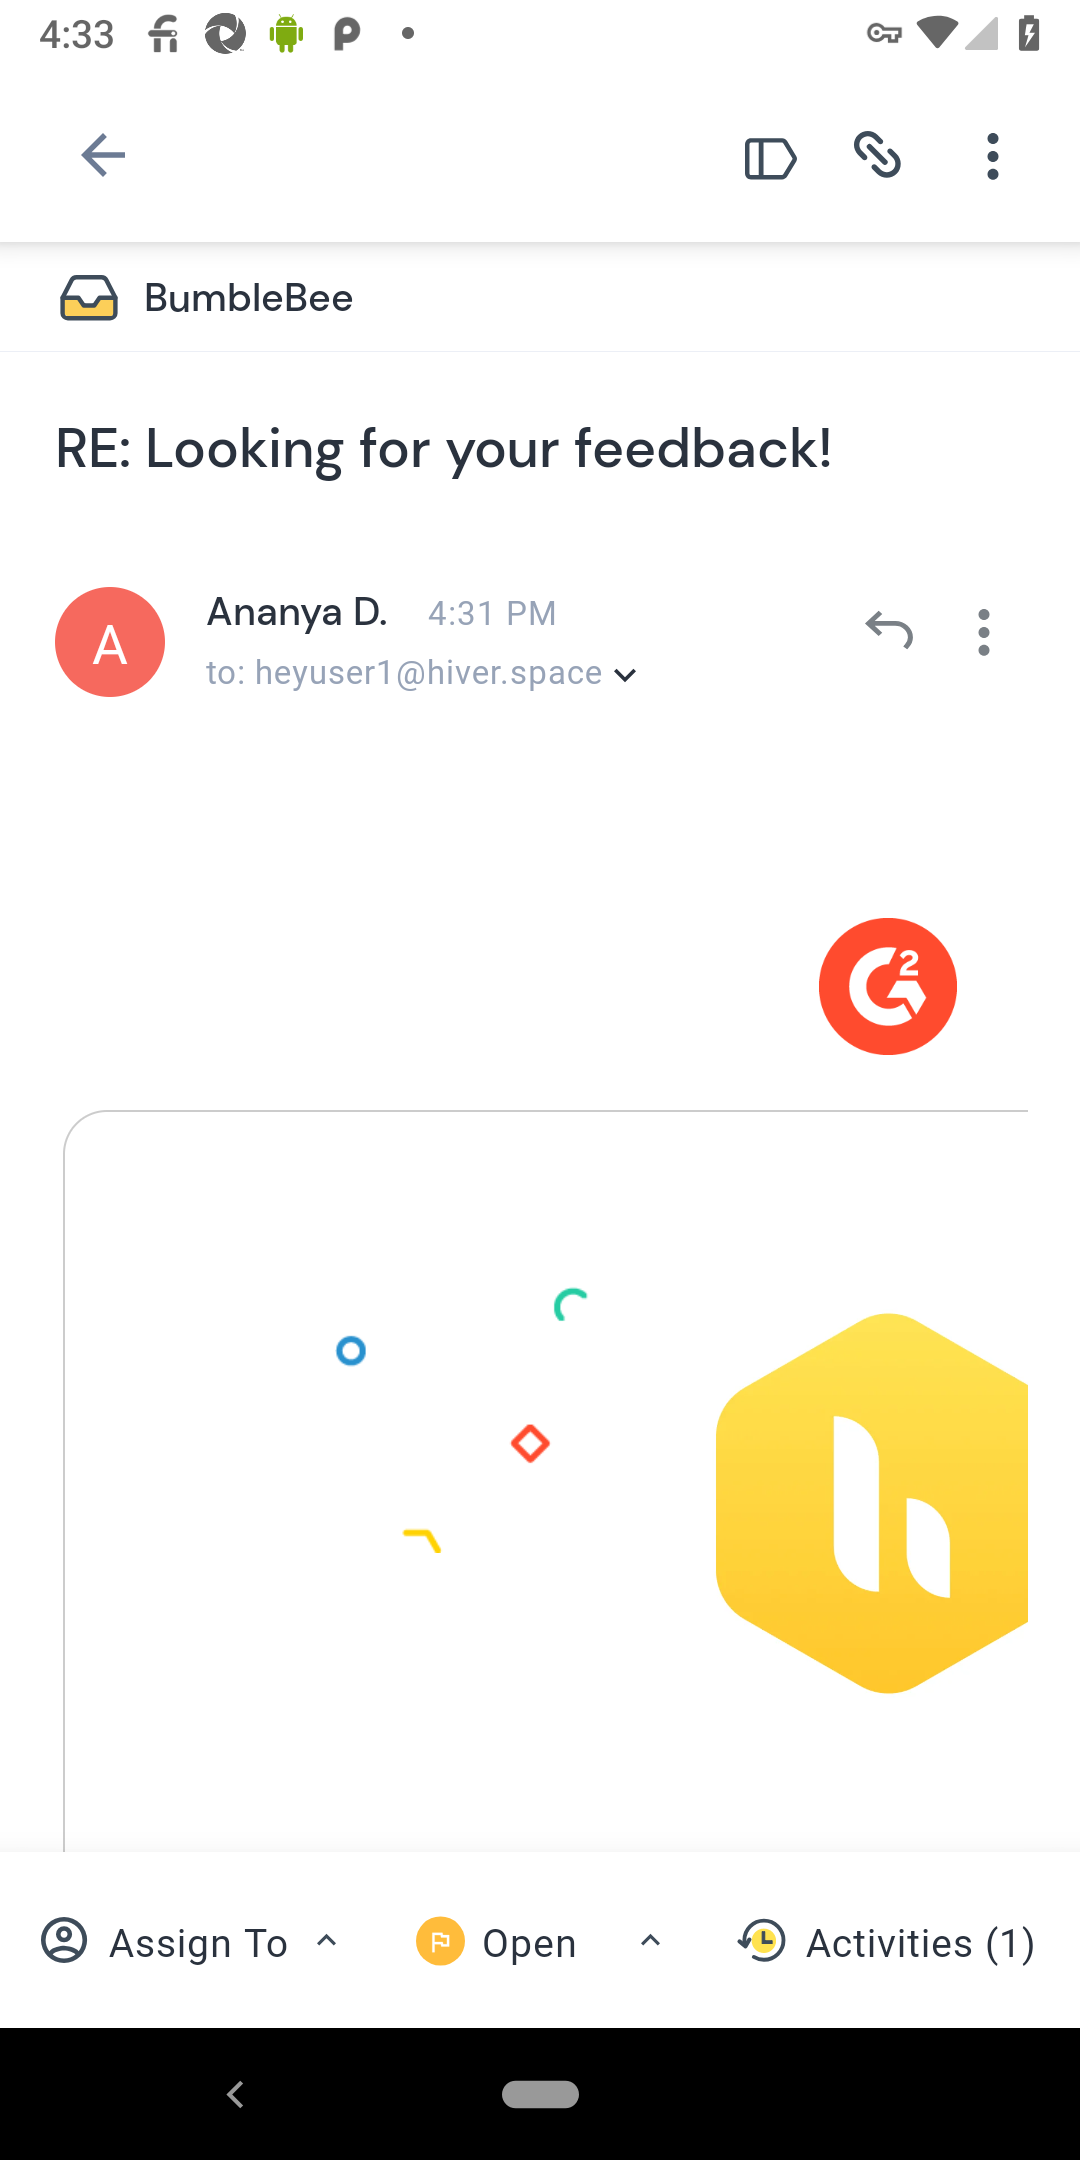 4:33
BumbleBee
RE: Looking for your feedback!
A
Ananya D. 4:31 PM
to: heyuser1@hiver.space
G2
Assign To
Open
Activities (1)